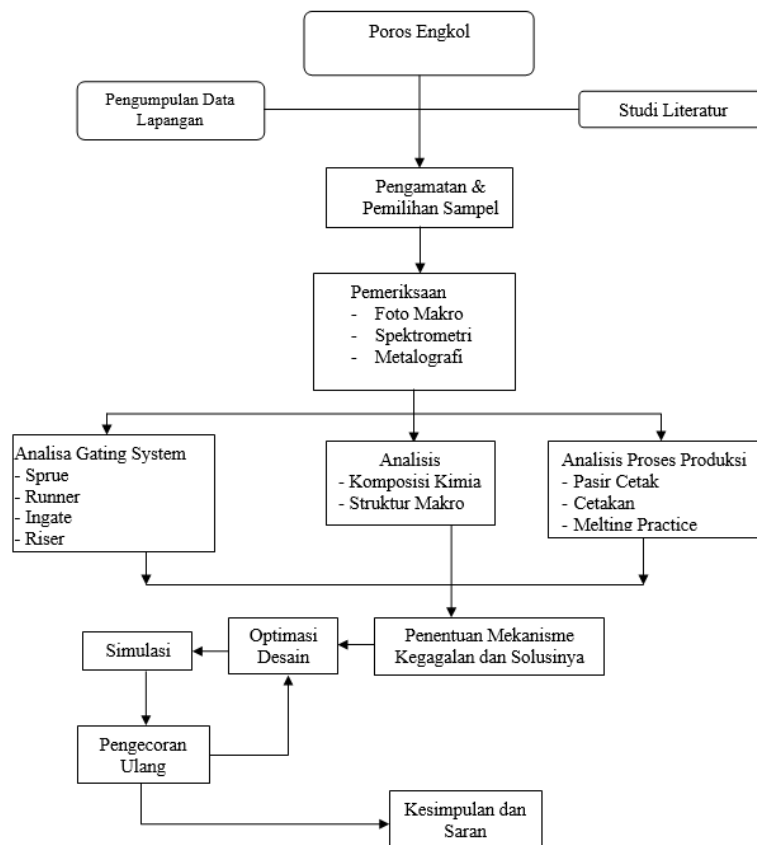 Poros Engkol
Pengumpulan Data
Lapangan
Studi Literatur
Pengamatan &
Pemilihan Sampel
Pemeriksaan
- Foto Makro
- Spektrometri
- Metalografi
Analisa Gating System
- Sprue
- Runner
- Ingate
- Riser
Analisis
- Komposisi Kimia
- Struktur Makro
Analisis Proses Produksi
- Pasir Cetak
- Cetakan
- Melting Practice
Penentuan Mekanisme
Kegagalan dan Solusinya
Optimasi
Desain
Simulasi
Pengecoran
Ulang
Kesimpulan dan
Saran